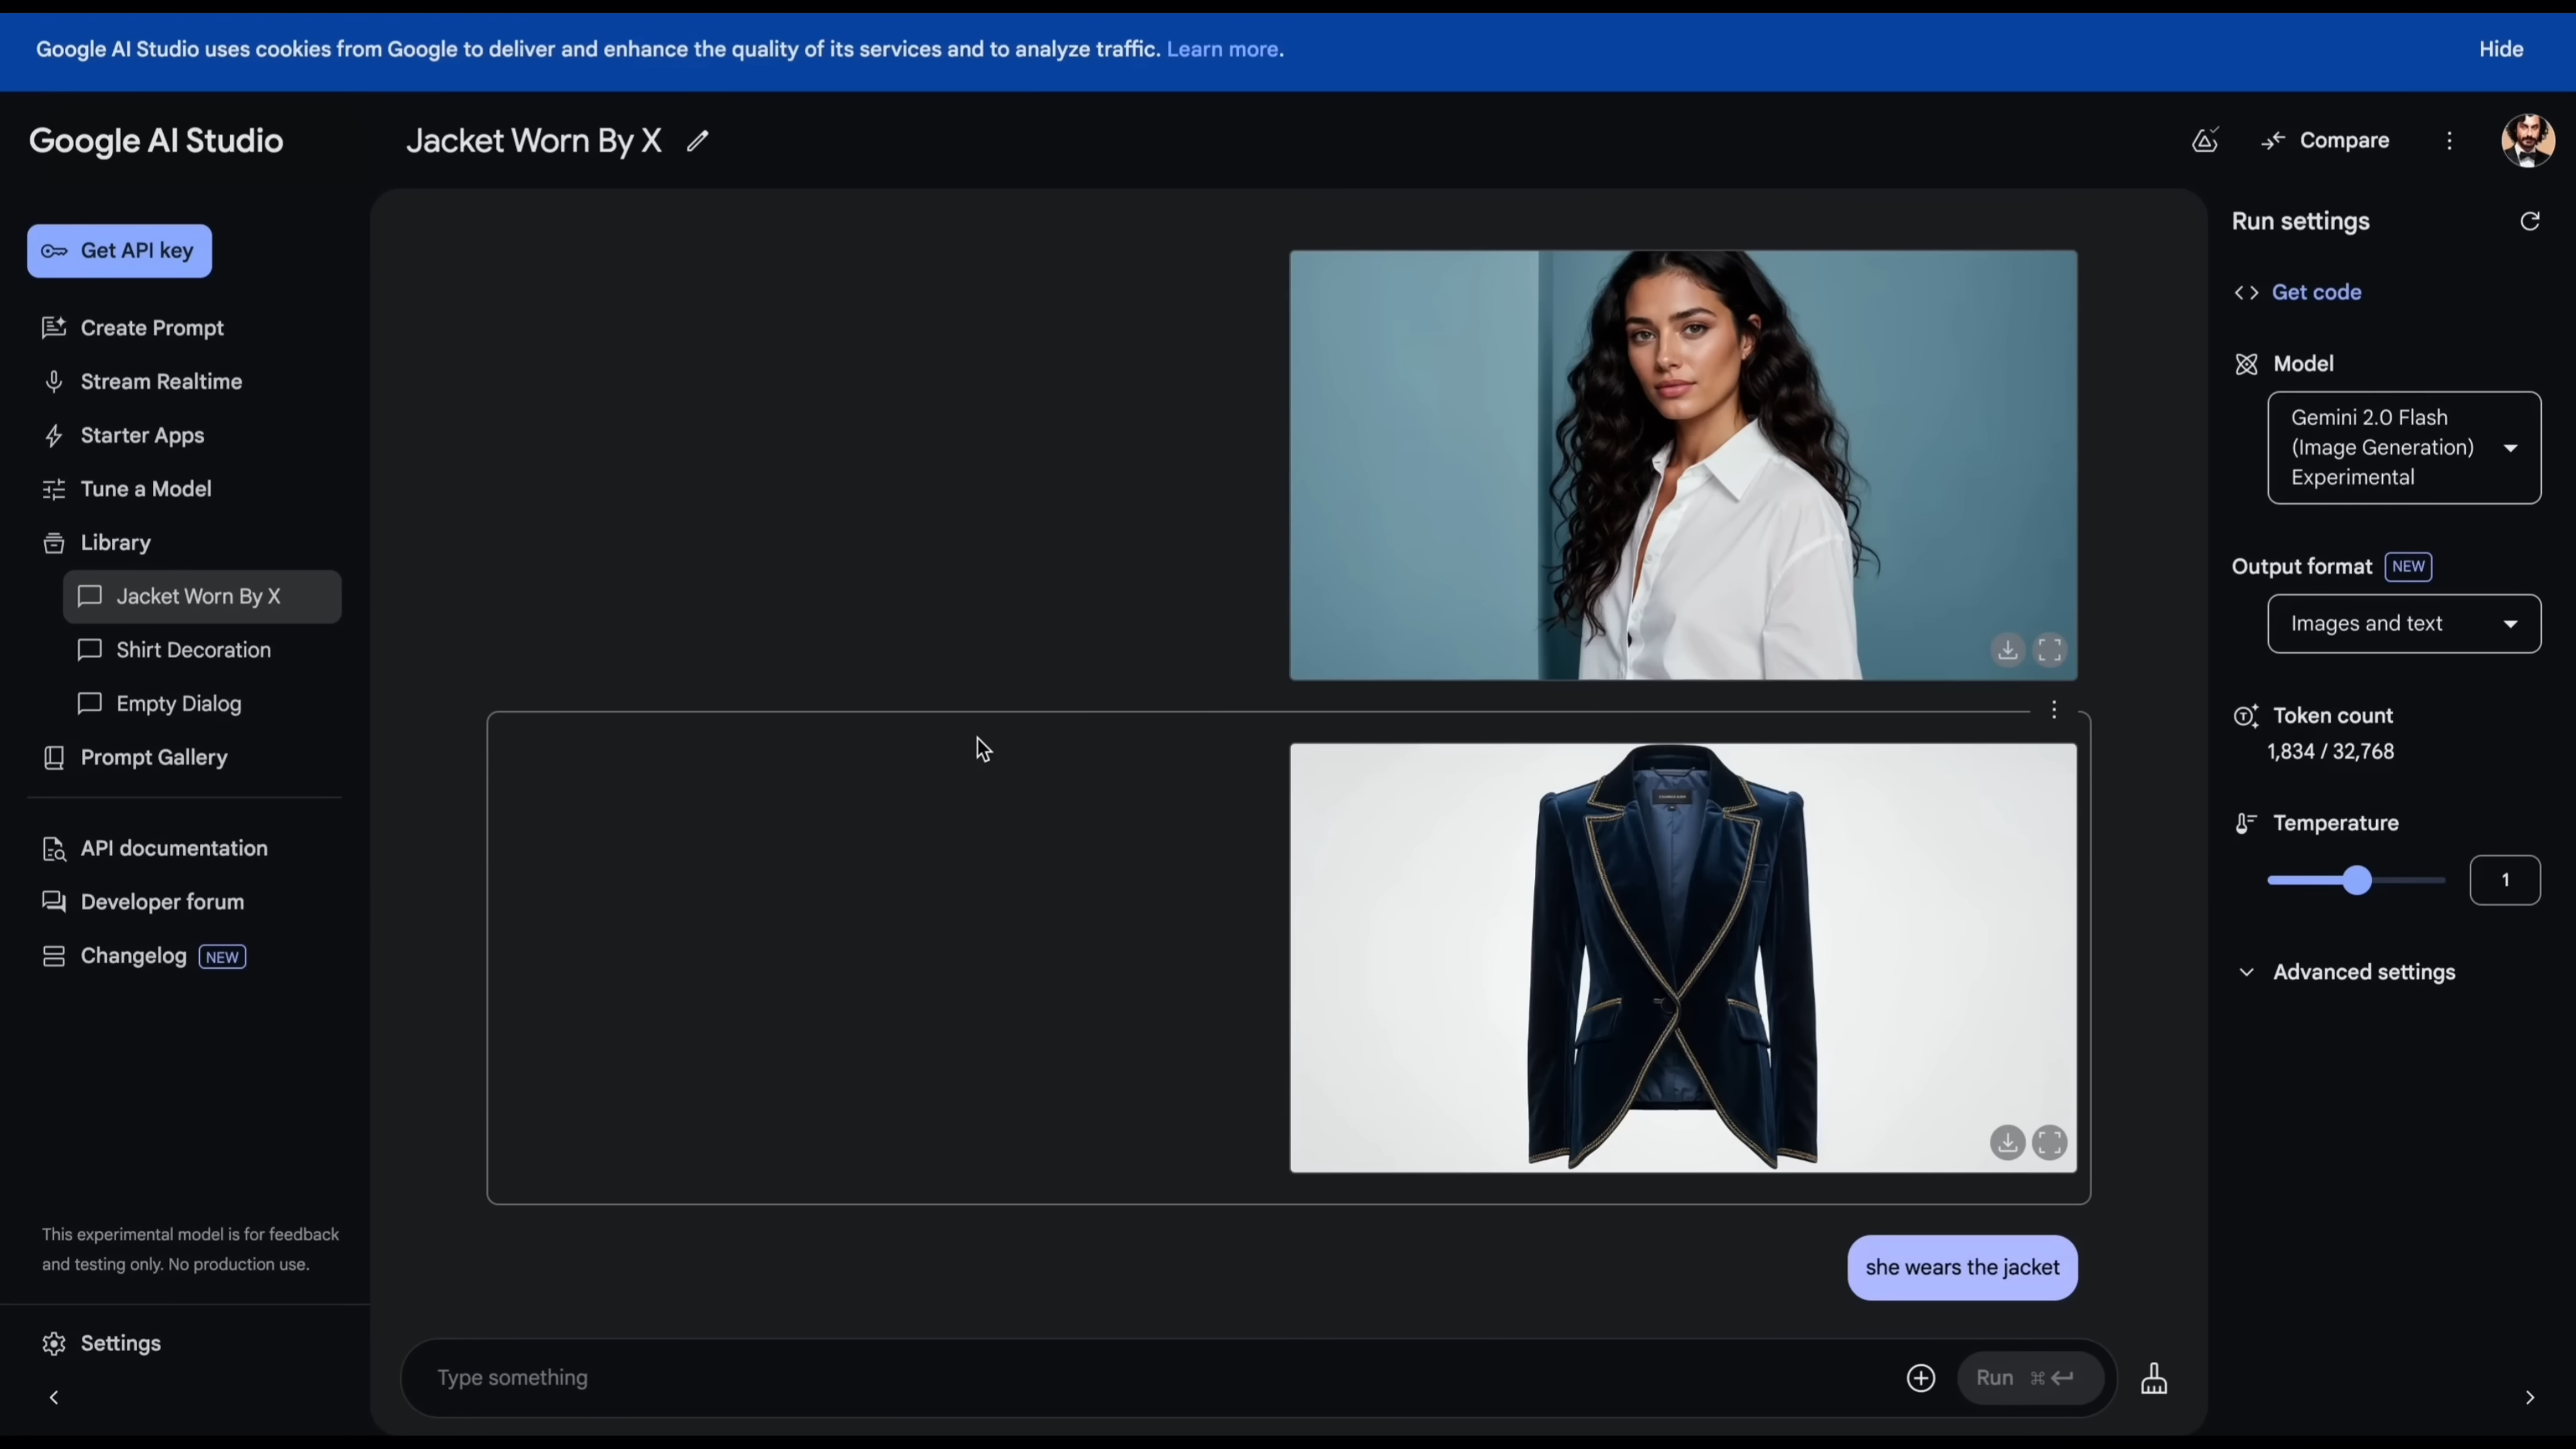 Google AI Studio uses cookies from Google to deliver and enhance the quality of its services and to analyze traffic. Learn more.
Hide
Google AI Studio
Jacket Worn By X
Compare
Get API key
Create Prompt
Stream Realtime
Starter Apps
Tune a Model
Library
Jacket Worn By X
Shirt Decoration
Empty Dialog
Prompt Gallery
API documentation
Developer forum
Changelog NEW
This experimental model is for feedback
and testing only. No production use.
Settings
she wears the jacket
Type something
Run ⌘ ↵
Run settings
Get code
Model
Gemini 2.0 Flash
(Image Generation)
Experimental
Output format NEW
Images and text
Token count
1,834 / 32,768
Temperature
1
Advanced settings